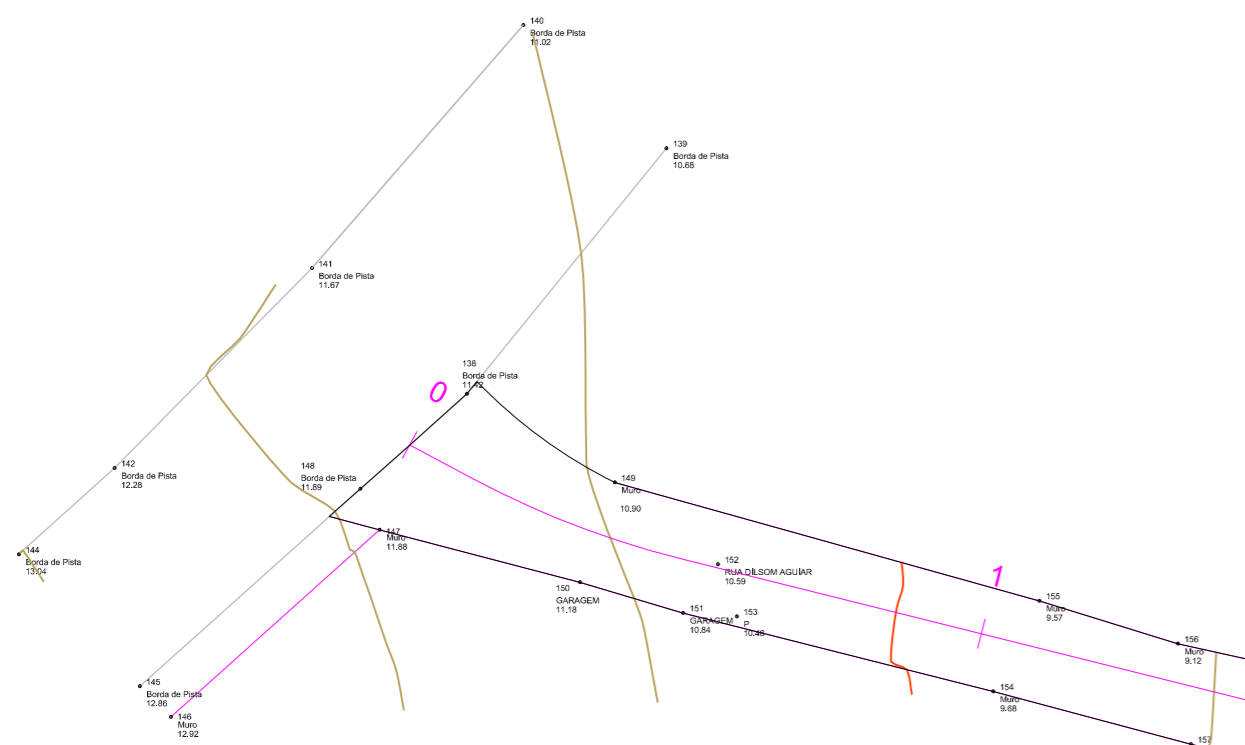 140
Borda de Pista
11.02
139
Borda de Pista
10.68
141
Borda de Pista
11.67
138
Borda de Pista
11.42
0
142
Borda de Pista
12.28
148
Borda de Pista
11.89
149
Muro
10.90
147
Muro
11.88
144
Borda de Pista
13.04
152
RUA DILSOM AGUIAR
10.59
1
150
GARAGEM
11.18
151
GARAGEM
10.84
153
P
10.48
155
Muro
9.57
156
Muro
9.12
145
Borda de Pista
12.86
154
Muro
9.68
146
Muro
12.92
157